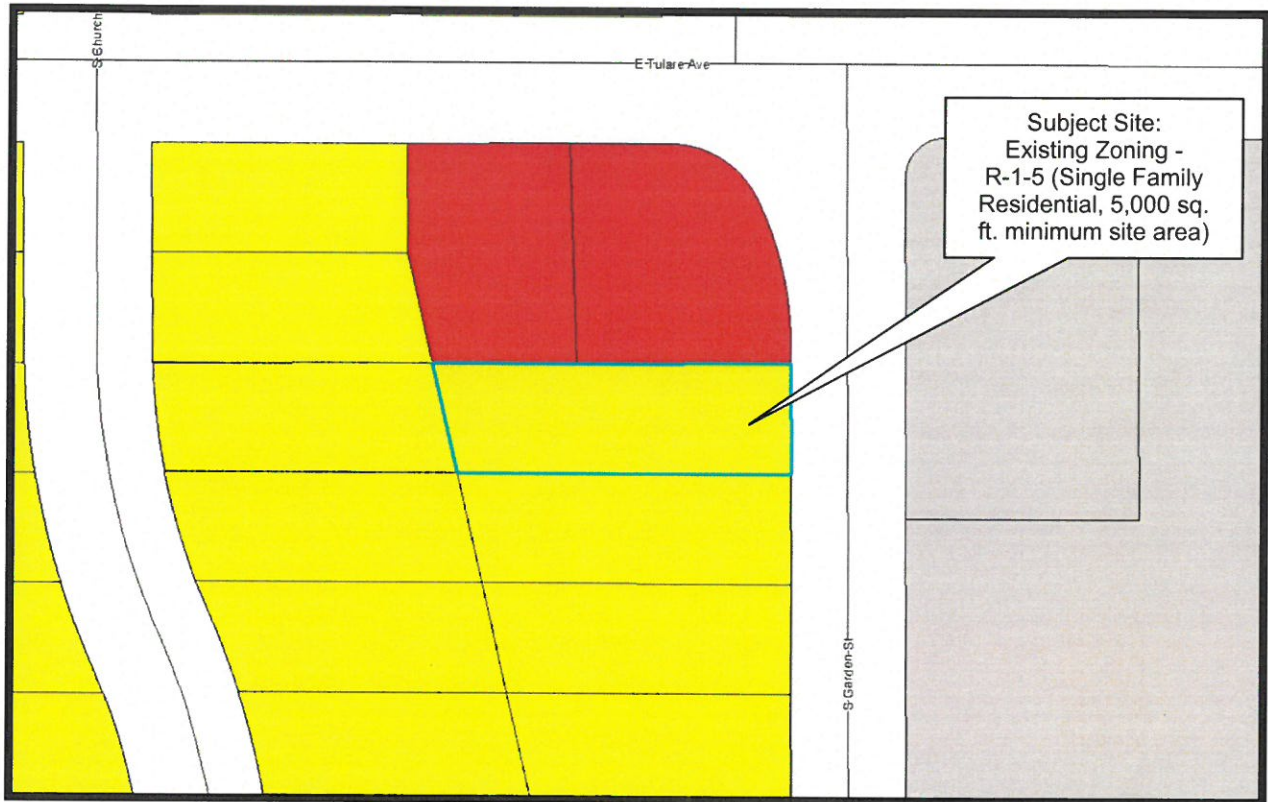 S Church
E Tulare Ave
Subject Site:
Existing Zoning -
R-1-5 (Single Family
Residential, 5,000 sq.
ft. minimum site area)
S Garden St